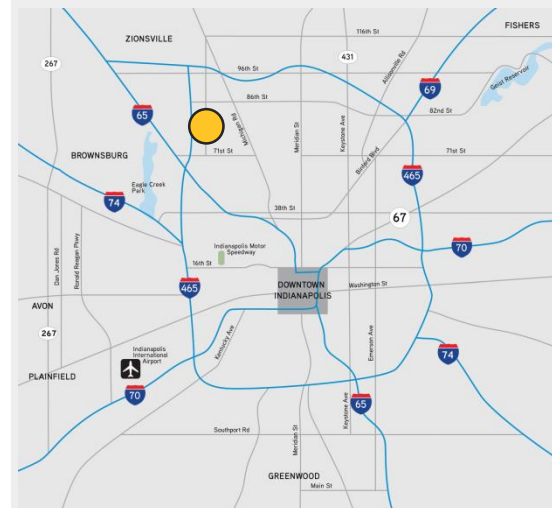 116th St
FISHERS
ZIONSVILLE
431
Allisonville Rd
267
96th St
69
Geist Reservoir
86th St
82nd St
65
Michigan Rd
Meridian St
Keystone Ave
Binford Blvd
BROWNSBURG
71st St
71st St
Eagle Creek
Park
465
74
38th St
67
70
Dan Jones Rd
Ronald Reagan Pkwy
Indianapolis Motor
Speedway
16th St
465
DOWNTOWN
INDIANAPOLIS
Washington St
AVON
267
Kentucky Ave
Emerson Ave
Indianapolis
International
Airport
74
PLAINFIELD
70
65
Keystone Ave
Southport Rd
Meridian St
GREENWOOD
Main St